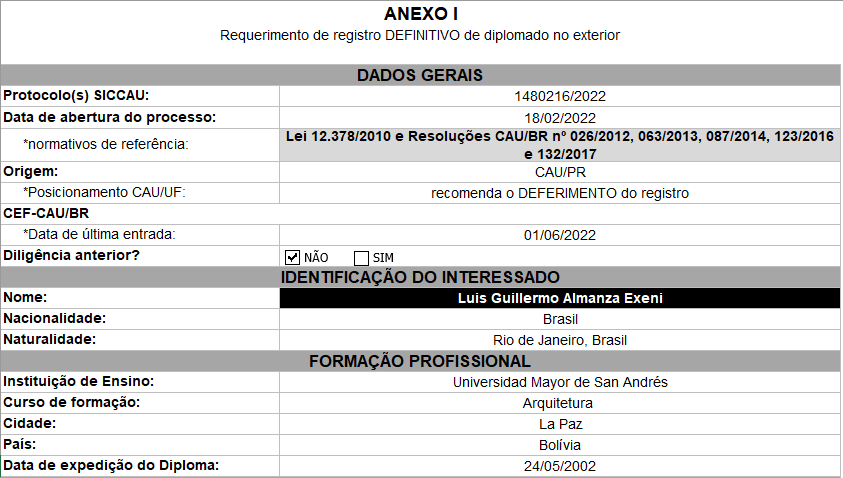 ANEXO I
Requerimento de registro DEFINITIVO de diplomado no exterior
DADOS GERAIS
Protocolo(s) SICCAU: 1480216/2022
Data de abertura do processo: 18/02/2022
*normativos de referência: Lei 12.378/2010 e Resoluções CAU/BR nº 026/2012, 063/2013, 087/2014, 123/2016
e 132/2017
Origem: CAU/PR
*Posicionamento CAU/UF: recomenda o DEFERIMENTO do registro
CEF-CAU/BR
*Data de última entrada: 01/06/2022
Diligência anterior? NÃO SIM
IDENTIFICAÇÃO DO INTERESSADO
Nome: Luis Guillermo Almanza Exeni
Nacionalidade: Brasil
Naturalidade: Rio de Janeiro, Brasil
FORMAÇÃO PROFISSIONAL
Instituição de Ensino: Universidad Mayor de San Andrés
Curso de formação: Arquitetura
Cidade: La Paz
País: Bolívia
Data de expedição do Diploma: 24/05/2002